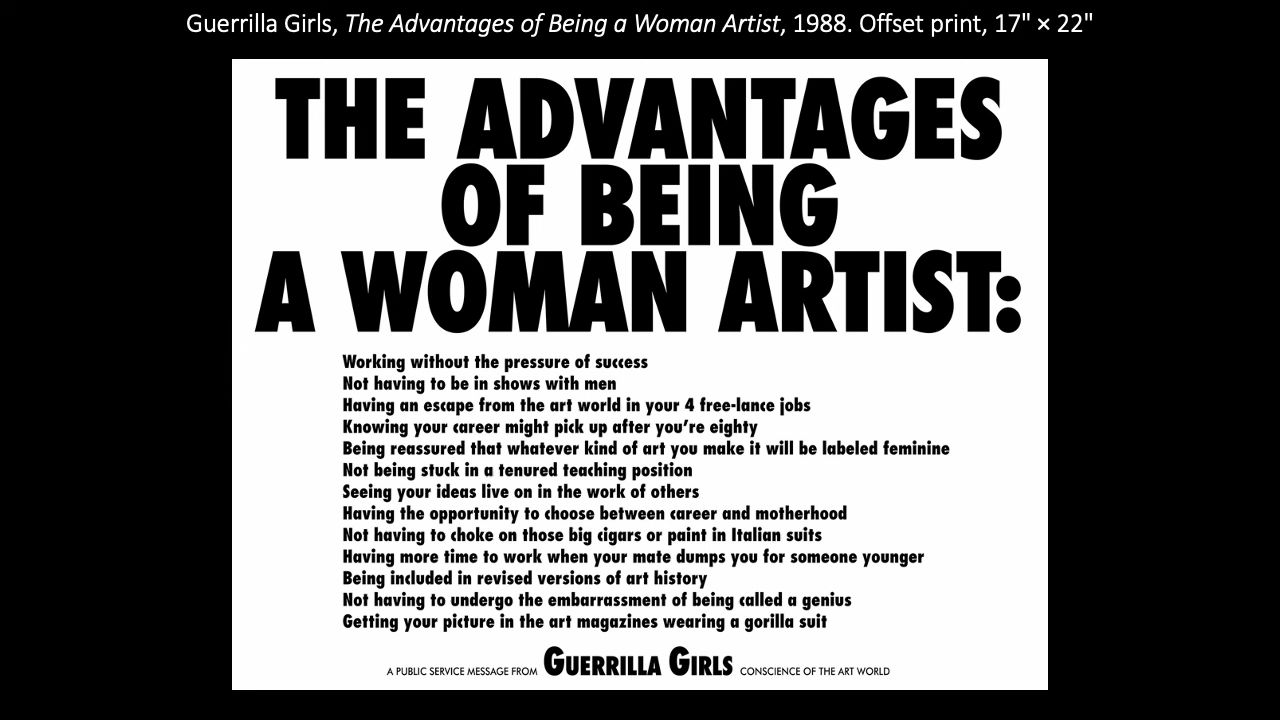 Guerrilla Girls, The Advantages of Being a Woman Artist, 1988. Offset print, 17" × 22"
THE ADVANTAGES
OF BEING
A WOMAN ARTIST:
Working without the pressure of success
Not having to be in shows with men
Having an escape from the art world in your 4 free-lance jobs
Knowing your career might pick up after you're eighty
Being reassured that whatever kind of art you make it will be labeled feminine
Not being stuck in a tenured teaching position
Seeing your ideas live on in the work of others
Having the opportunity to choose between career and motherhood
Not having to choke on those big cigars or paint in Italian suits
Having more time to work when your mate dumps you for someone younger
Being included in revised versions of art history
Not having to undergo the embarrassment of being called a genius
Getting your picture in the art magazines wearing a gorilla suit
A PUBLIC SERVICE MESSAGE FROM GUERRILLA GIRLS CONSCIENCE OF THE ART WORLD